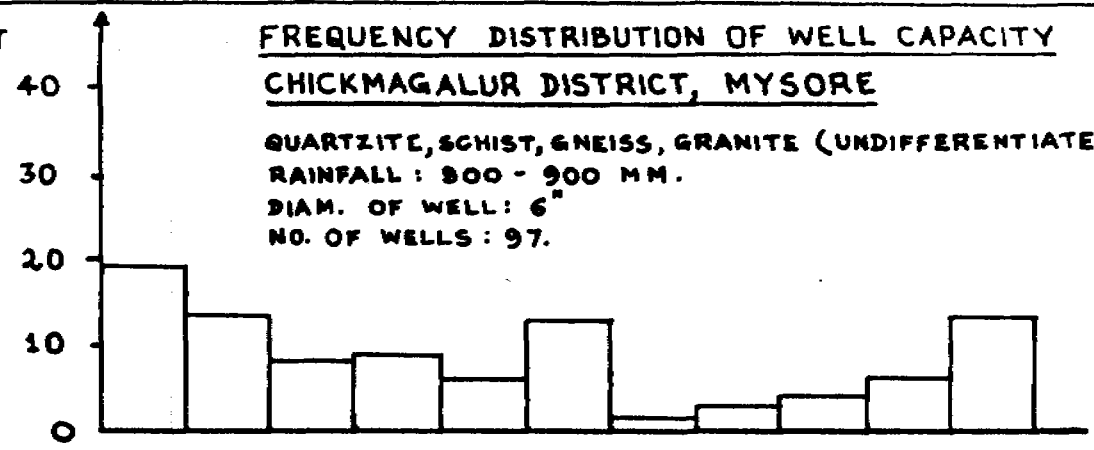 T
FREQUENCY DISTRIBUTION OF WELL CAPACITY
CHICKMAGALUR DISTRICT, MYSORE
QUARTZITE, SCHIST, GNEISS, GRANITE (UNDIFFERENTIATE
RAINFALL : 800 - 900 MM.
DIAM. OF WELL: 6"
NO. OF WELLS : 97.
40
30
20
10
0